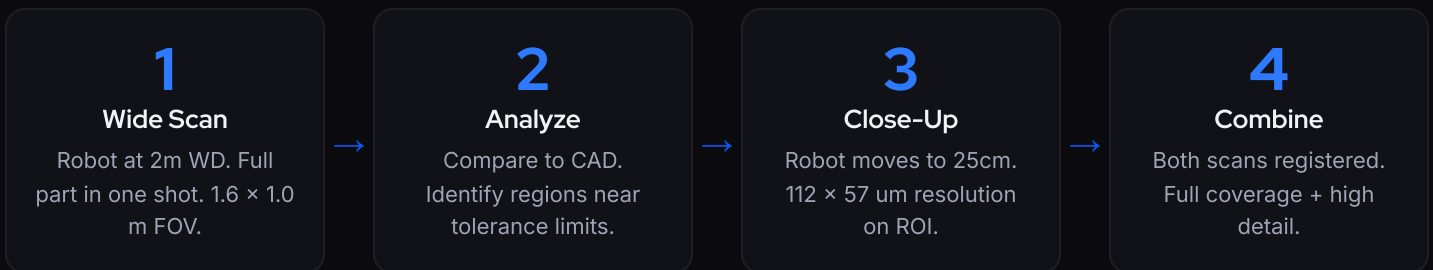 1
Wide Scan
Robot at 2m WD. Full
part in one shot. 1.6 × 1.0
m FOV.
→
2
Analyze
Compare to CAD.
Identify regions near
tolerance limits.
→
3
Close-Up
Robot moves to 25cm.
112 × 57 um resolution
on ROI.
→
4
Combine
Both scans registered.
Full coverage + high
detail.